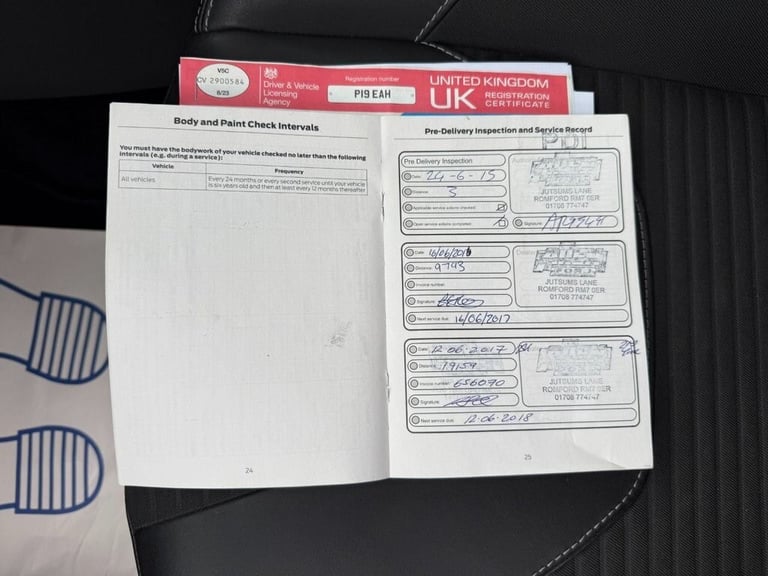 V5C
CV 2900584
8/23
Driver & Vehicle
Licensing
Agency
Registration number
P19 EAH
UNITED KINGDOM
UK REGISTRATION
CERTIFICATE
Body and Paint Check Intervals
You must have the bodywork of your vehicle checked no later than the following
intervals (e.g. during a service):
Vehicle Frequency
All vehicles Every 24 months or every second service until your vehicle
is six years old and then at least every 12 months thereafter
24
Pre-Delivery Inspection and Service Record
PDI
Pre Delivery Inspection
Date: 24-6-15
Distance: 3
Applicable service actions checked
Open service actions completed
Signature:
JUTSUMS LANE
ROMFORD RM7 0ER
01708 774747
Date: 16/06/2016
Distance: 9793
Invoice number:
Signature:
Next service due: 16/06/2017
JUTSUMS LANE
ROMFORD RM7 0ER
01708 774747
Date: 12.06.2017
Distance: 19159
Invoice number: 656090
Signature:
Next service due: 12.06.2018
JUTSUMS LANE
ROMFORD RM7 0ER
01708 774747
25